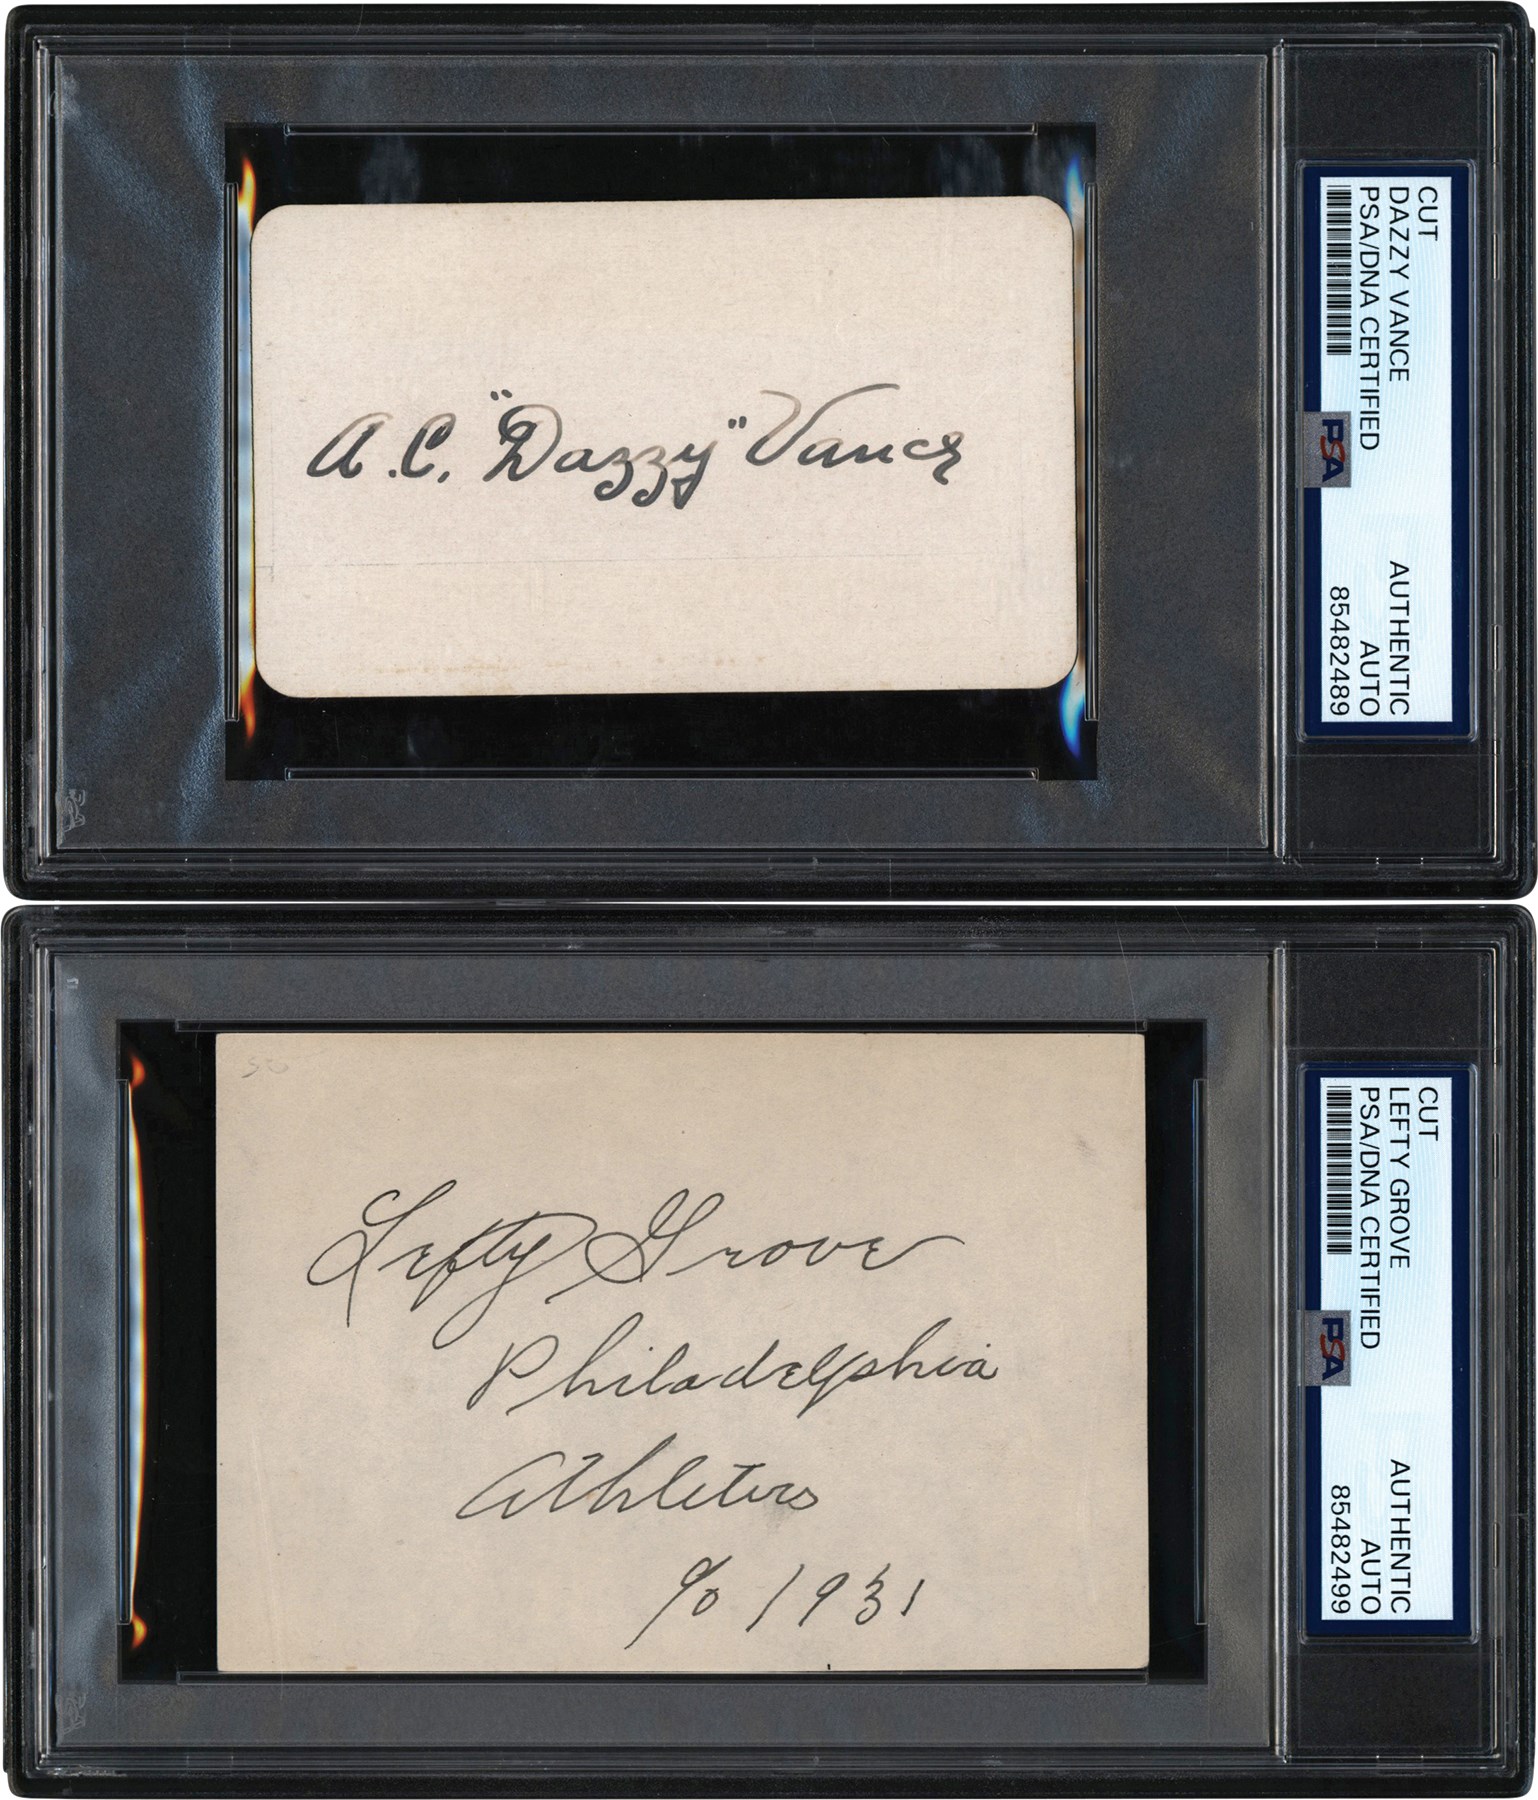 A.C. "Dazzy" Vance
CUT
DAZZY VANCE
PSA/DNA CERTIFIED
AUTHENTIC
AUTO
85482489
PSA
Lefty Grove
Philadelphia
Athletics
of 1931
CUT
LEFTY GROVE
PSA/DNA CERTIFIED
AUTHENTIC
AUTO
85482499
PSA